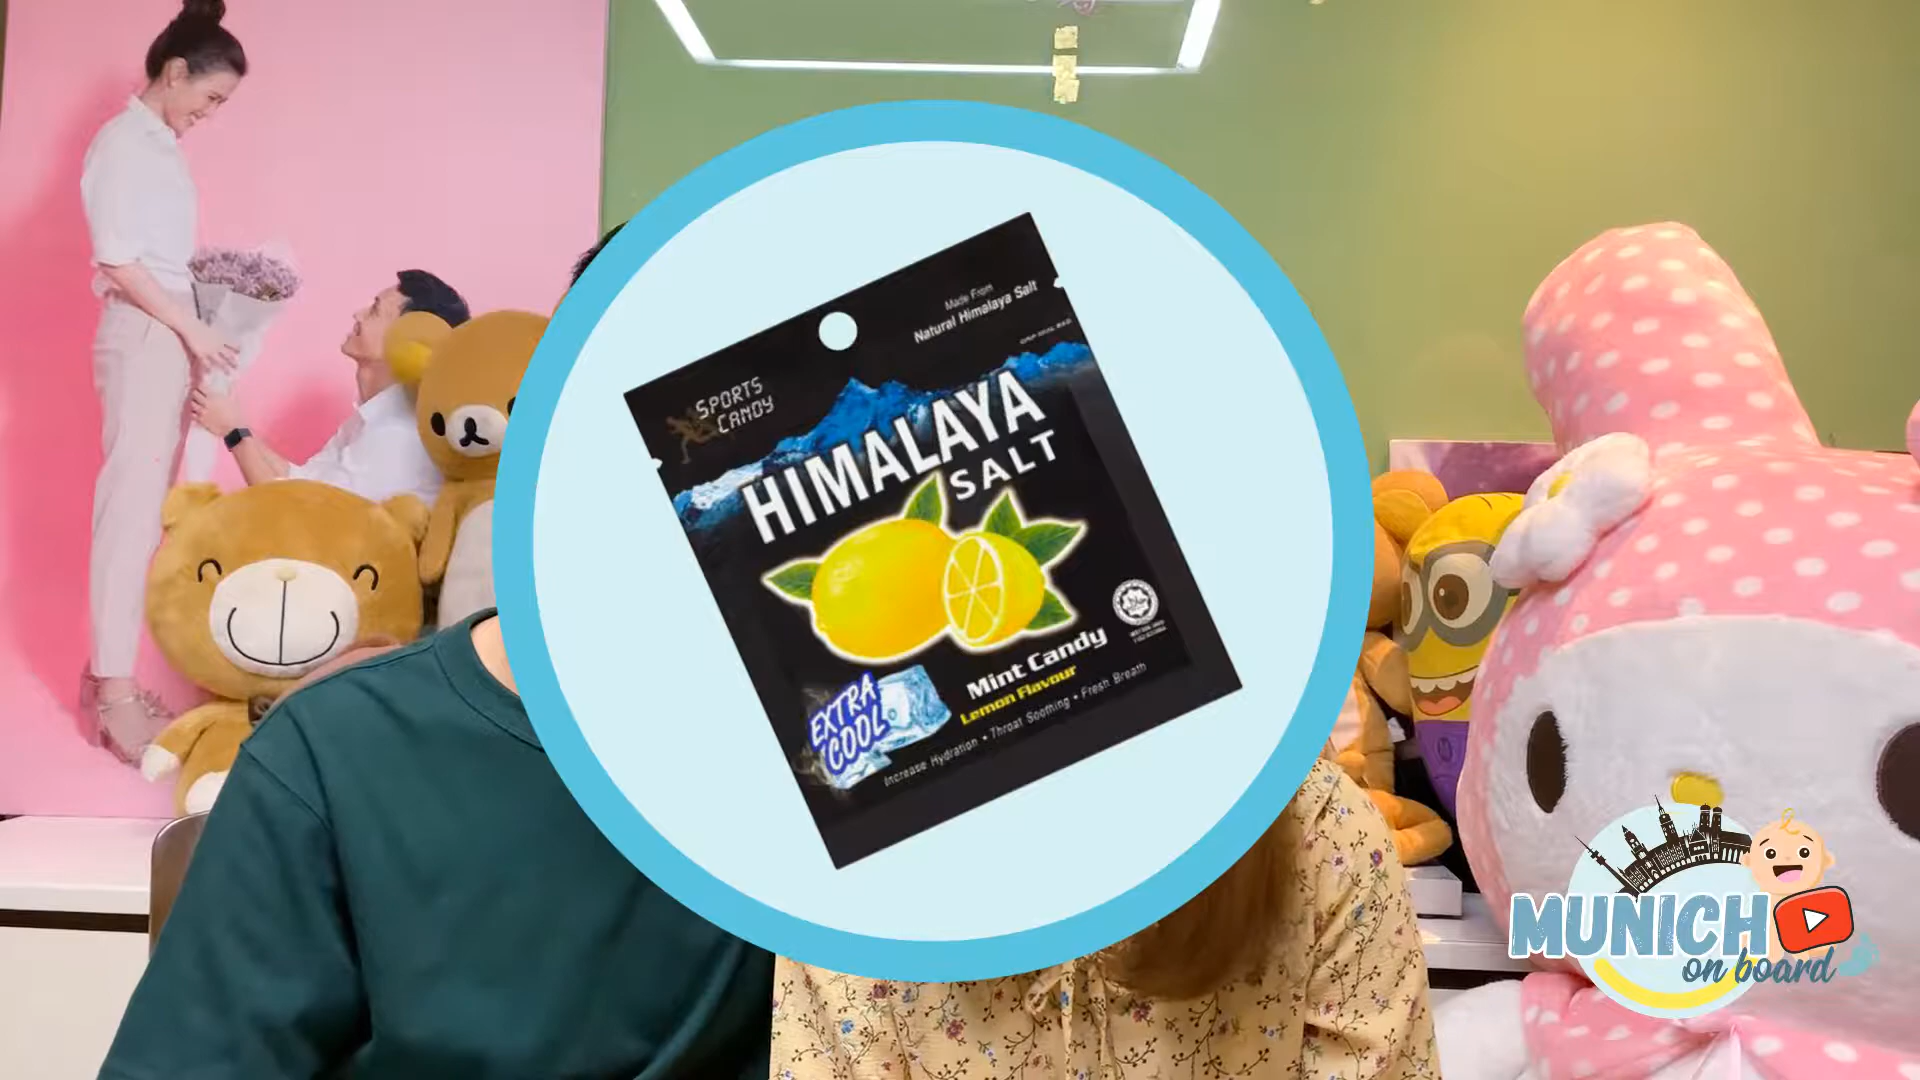 Made From
Natural Himalaya Salt
SPORTS
CANDY
HIMALAYA
SALT
EXTRA
COOL
Mint Candy
Lemon Flavour
Increase Hydration • Throat Soothing • Fresh Breath
MUNICH
on board